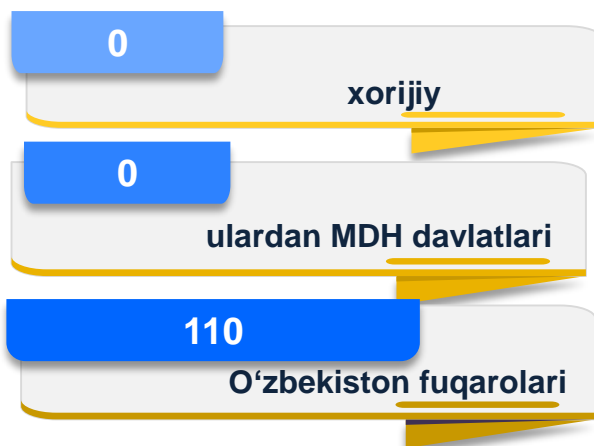 0
xorijiy
0
ulardan MDH davlatlari
110
O‘zbekiston fuqarolari